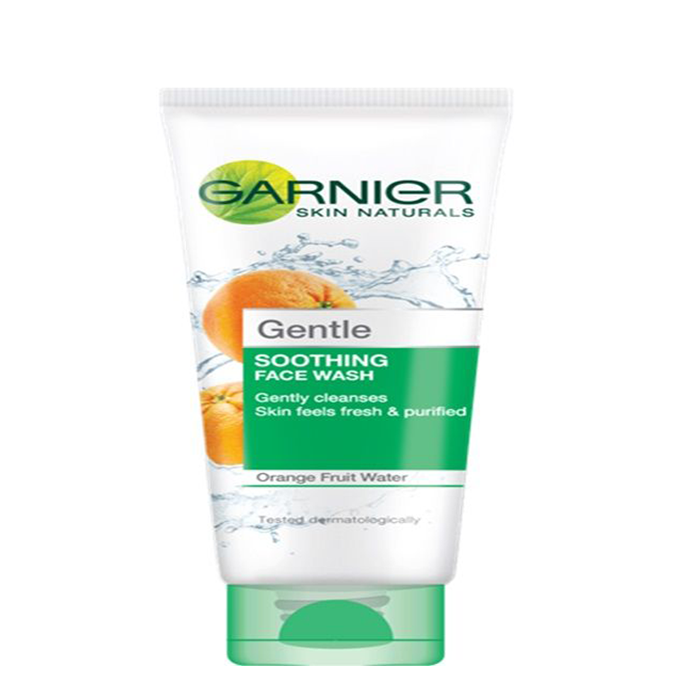 GARNIER
SKIN NATURALS
Gentle
SOOTHING
FACE WASH
Gently cleanses
Skin feels fresh & purified
Orange Fruit Water
Tested dermatologically